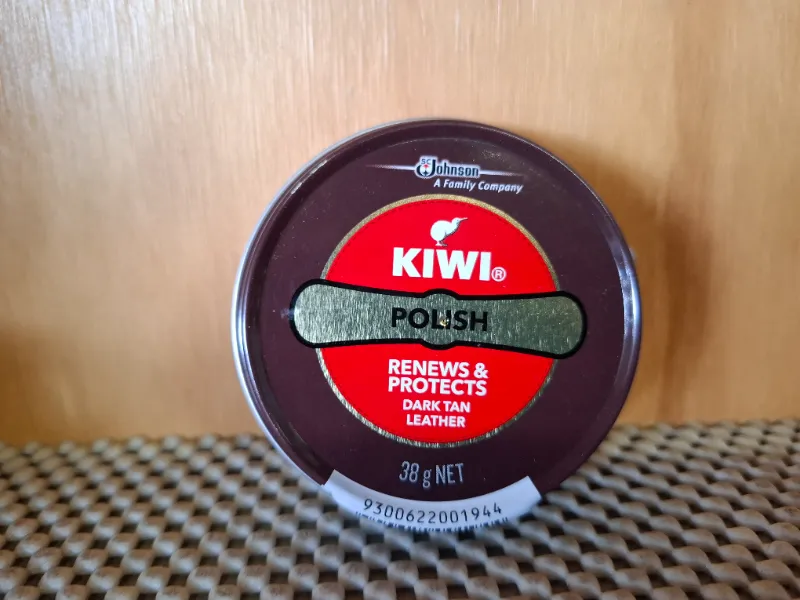 SC Johnson
A Family Company
KIWI®
POLISH
RENEWS &
PROTECTS
DARK TAN
LEATHER
38 g NET
9300622001944